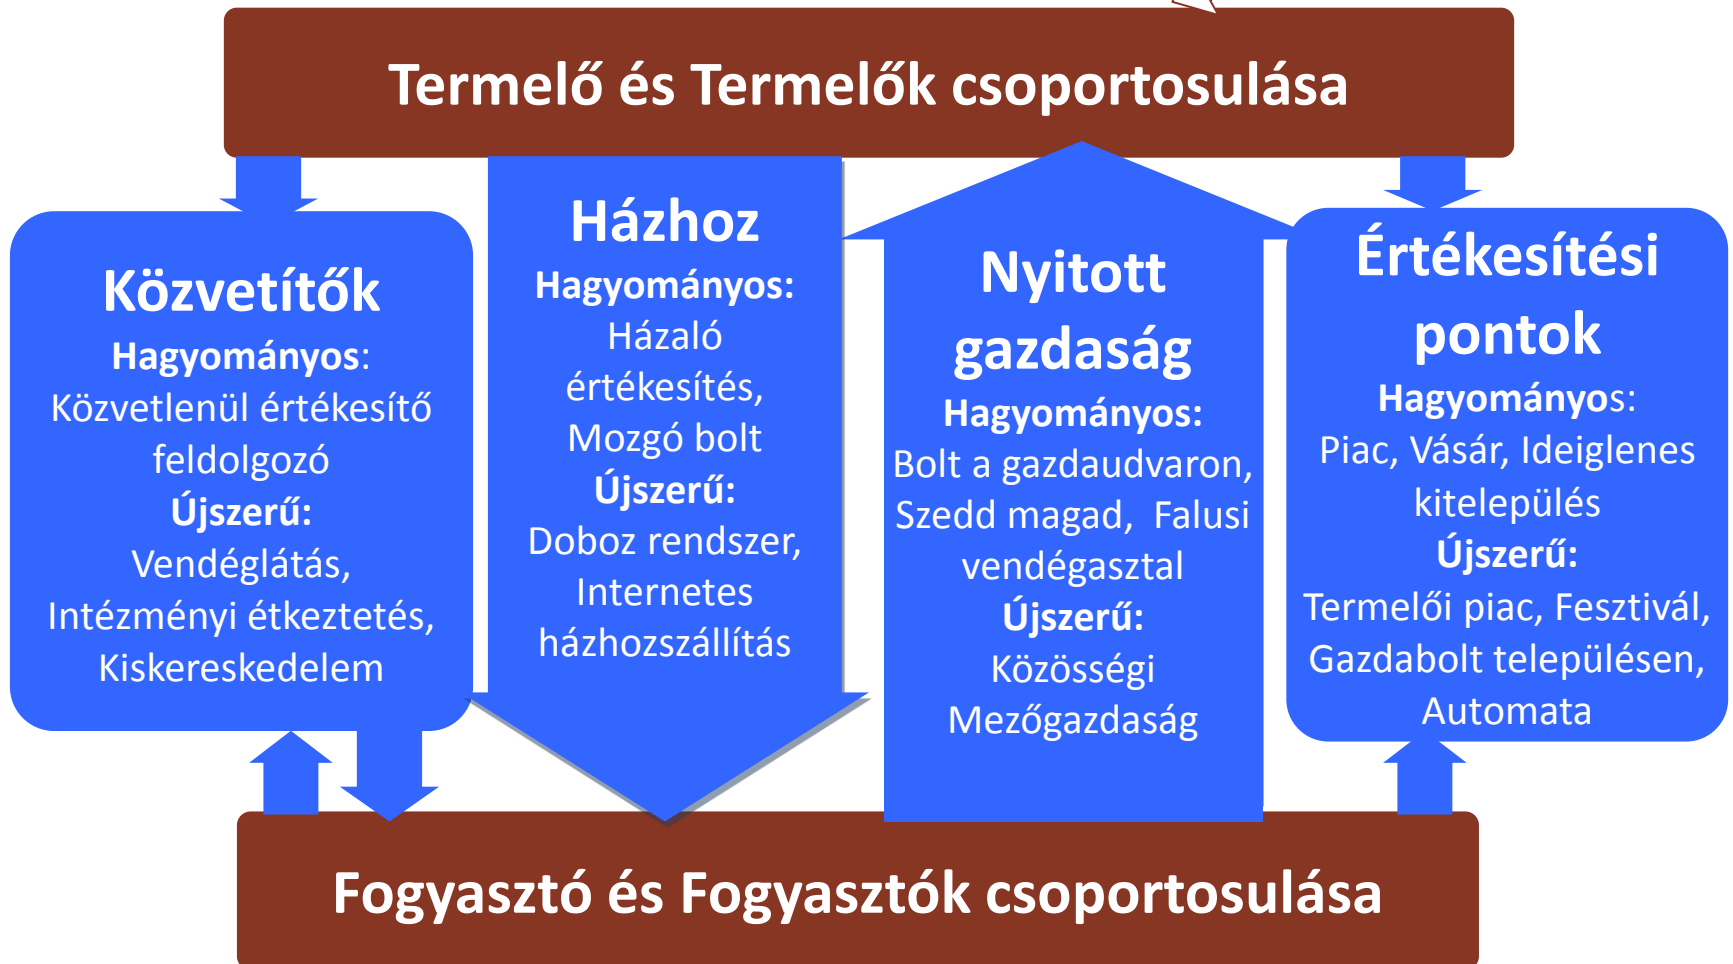 Termelő és Termelők csoportosulása
Közvetítők
Hagyományos:
Közvetlenül értékesítő
feldolgozó
Újszerű:
Vendéglátás,
Intézményi étkeztetés,
Kiskereskedelem
Házhoz
Hagyományos:
Házaló
értékesítés,
Mozgó bolt
Újszerű:
Doboz rendszer,
Internetes
házhozszállítás
Nyitott
gazdaság
Hagyományos:
Bolt a gazdaudvaron,
Szedd magad, Falusi
vendégasztal
Újszerű:
Közösségi
Mezőgazdaság
Értékesítési
pontok
Hagyományos:
Piac, Vásár, Ideiglenes
kitelepülés
Újszerű:
Termelői piac, Fesztivál,
Gazdabolt településen,
Automata
Fogyasztó és Fogyasztók csoportosulása